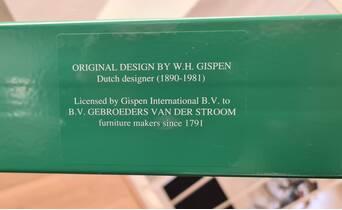 ORIGINAL DESIGN BY W.H. GISPEN
Dutch designer (1890-1981)
Licensed by Gispen International B.V. to
B.V. GEBROEDERS VAN DER STROOM
furniture makers since 1791